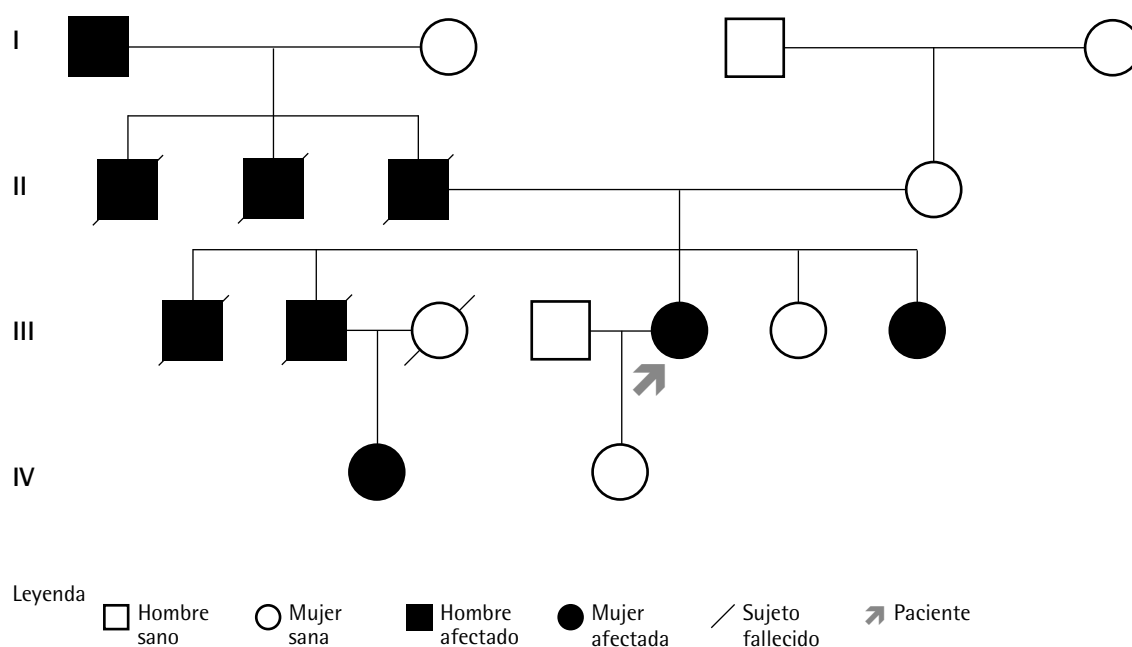 I
II
III
IV
Leyenda
Hombre
sano
Mujer
sana
Hombre
afectado
Mujer
afectada
Sujeto
fallecido
Paciente